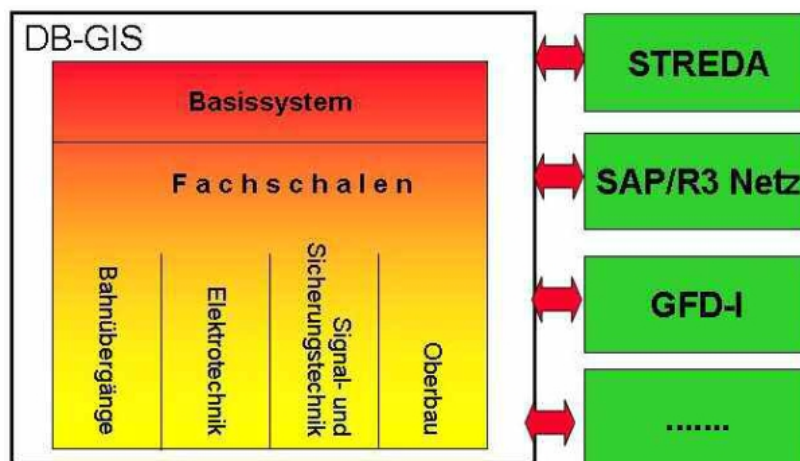 DB-GIS
Basissystem
Fachschalen
Bahnübergänge
Elektrotechnik
Signal- und
Sicherungstechnik
Oberbau
STREDA
SAP/R3 Netz
GFD-I
.......